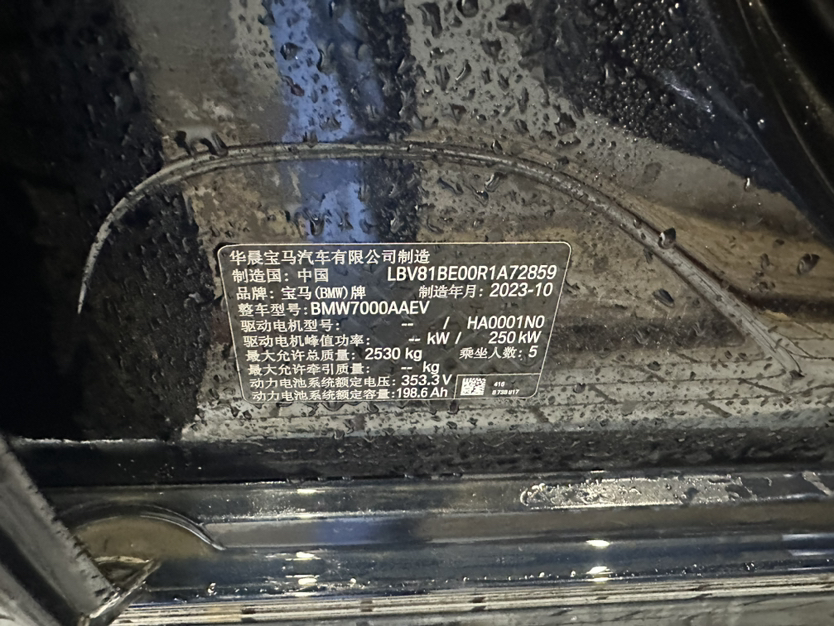 华晨宝马汽车有限公司制造
制造国：中国 LBV81BE00R1A72859
品牌：宝马(BMW)牌 制造年月：2023-10
整车型号：BMW7000AAEV
驱动电机型号： -- / HA0001N0
驱动电机峰值功率： -- kW / 250 kW
最大允许总质量：2530 kg 乘坐人数：5
最大允许牵引质量： -- kg
动力电池系统额定电压：353.3 V
动力电池系统额定容量：198.6 Ah
416